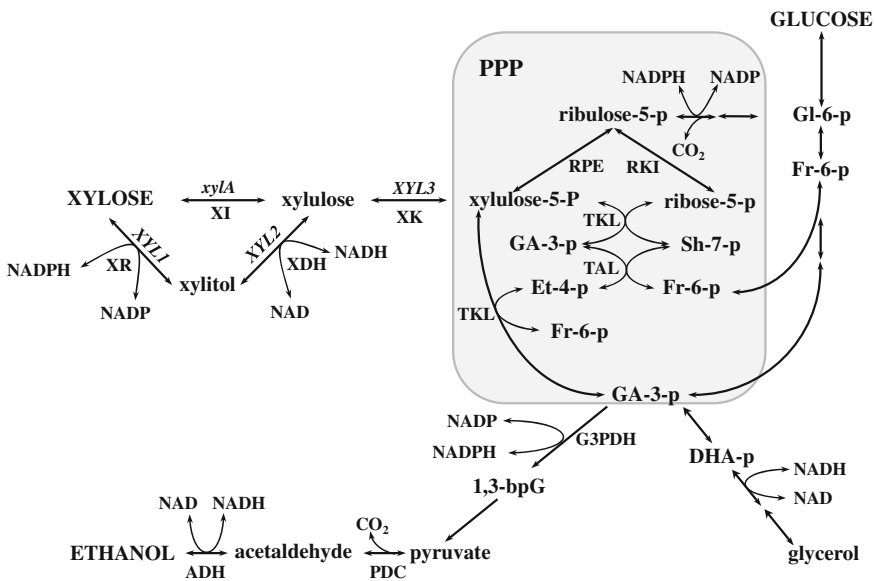 GLUCOSE
PPP
NADPH NADP
ribulose-5-p
Gl-6-p
CO2
Fr-6-p
RPE RKI
XYLOSE
xylA
XI
xylulose
XYL3
XK
xylulose-5-P
ribose-5-p
TKL
GA-3-p
Sh-7-p
TAL
Et-4-p
Fr-6-p
TKL
Fr-6-p
XYL1
XR
NADPH
NADP
xylitol
XYL2
XDH
NADH
NAD
GA-3-p
NADP
NADPH
G3PDH
DHA-p
NADH
NAD
glycerol
1,3-bpG
NAD NADH
CO2
ETHANOL
ADH
acetaldehyde
PDC
pyruvate